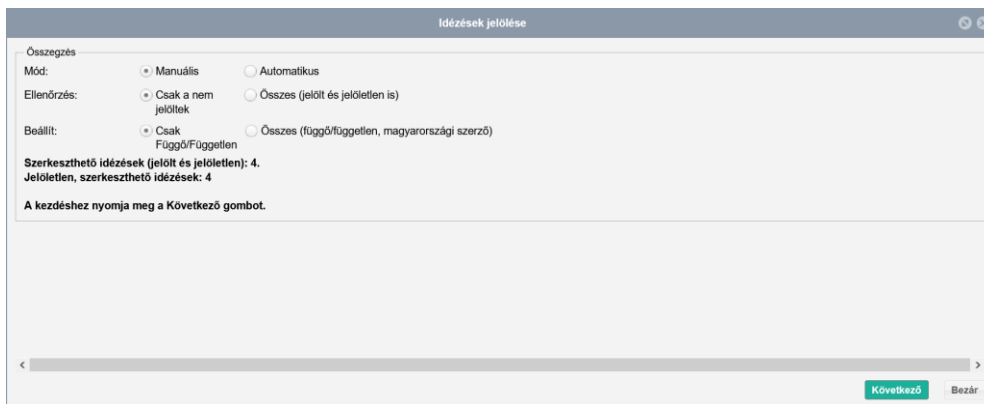 Idézések jelölése
Összegzés
Mód: Manuális Automatikus
Ellenőrzés: Csak a nem jelöltek Összes (jelölt és jelöletlen is)
Beállít: Csak Függő/Független Összes (függő/független, magyarországi szerző)
Szerkeszthető idézések (jelölt és jelöletlen): 4.
Jelöletlen, szerkeszthető idézések: 4
A kezdéshez nyomja meg a Következő gombot.
Következő Bezár